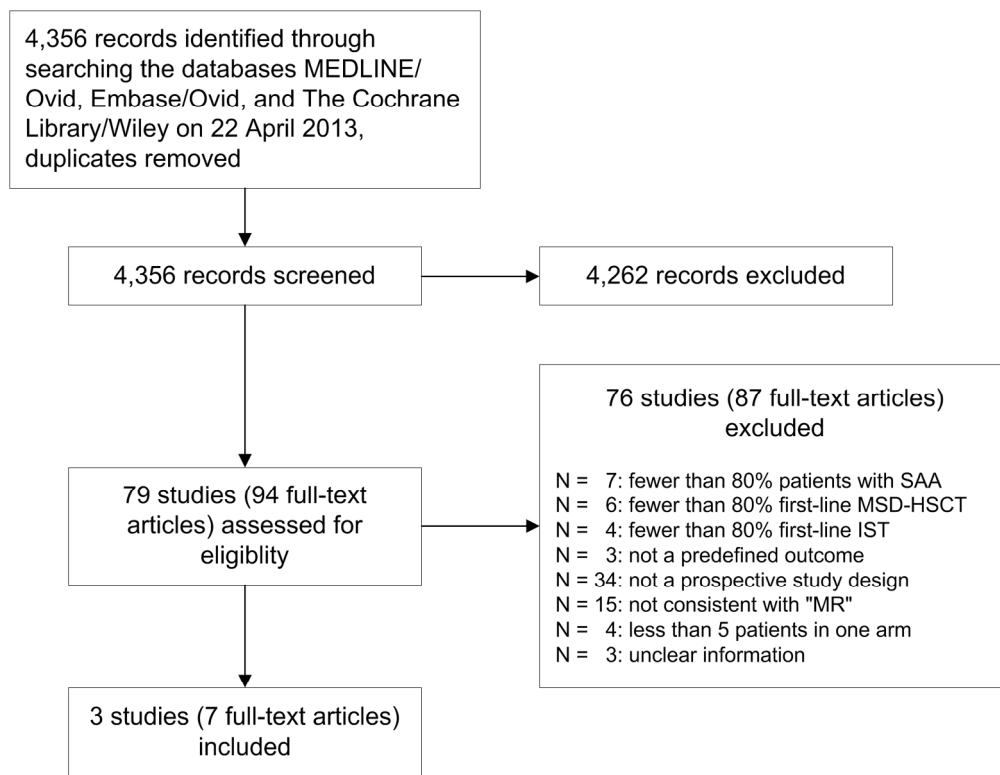 4,356 records identified through
searching the databases MEDLINE/
Ovid, Embase/Ovid, and The Cochrane
Library/Wiley on 22 April 2013,
duplicates removed
4,356 records screened
4,262 records excluded
79 studies (94 full-text
articles) assessed for
eligiblity
76 studies (87 full-text articles)
excluded
N = 7: fewer than 80% patients with SAA
N = 6: fewer than 80% first-line MSD-HSCT
N = 4: fewer than 80% first-line IST
N = 3: not a predefined outcome
N = 34: not a prospective study design
N = 15: not consistent with "MR"
N = 4: less than 5 patients in one arm
N = 3: unclear information
3 studies (7 full-text articles)
included